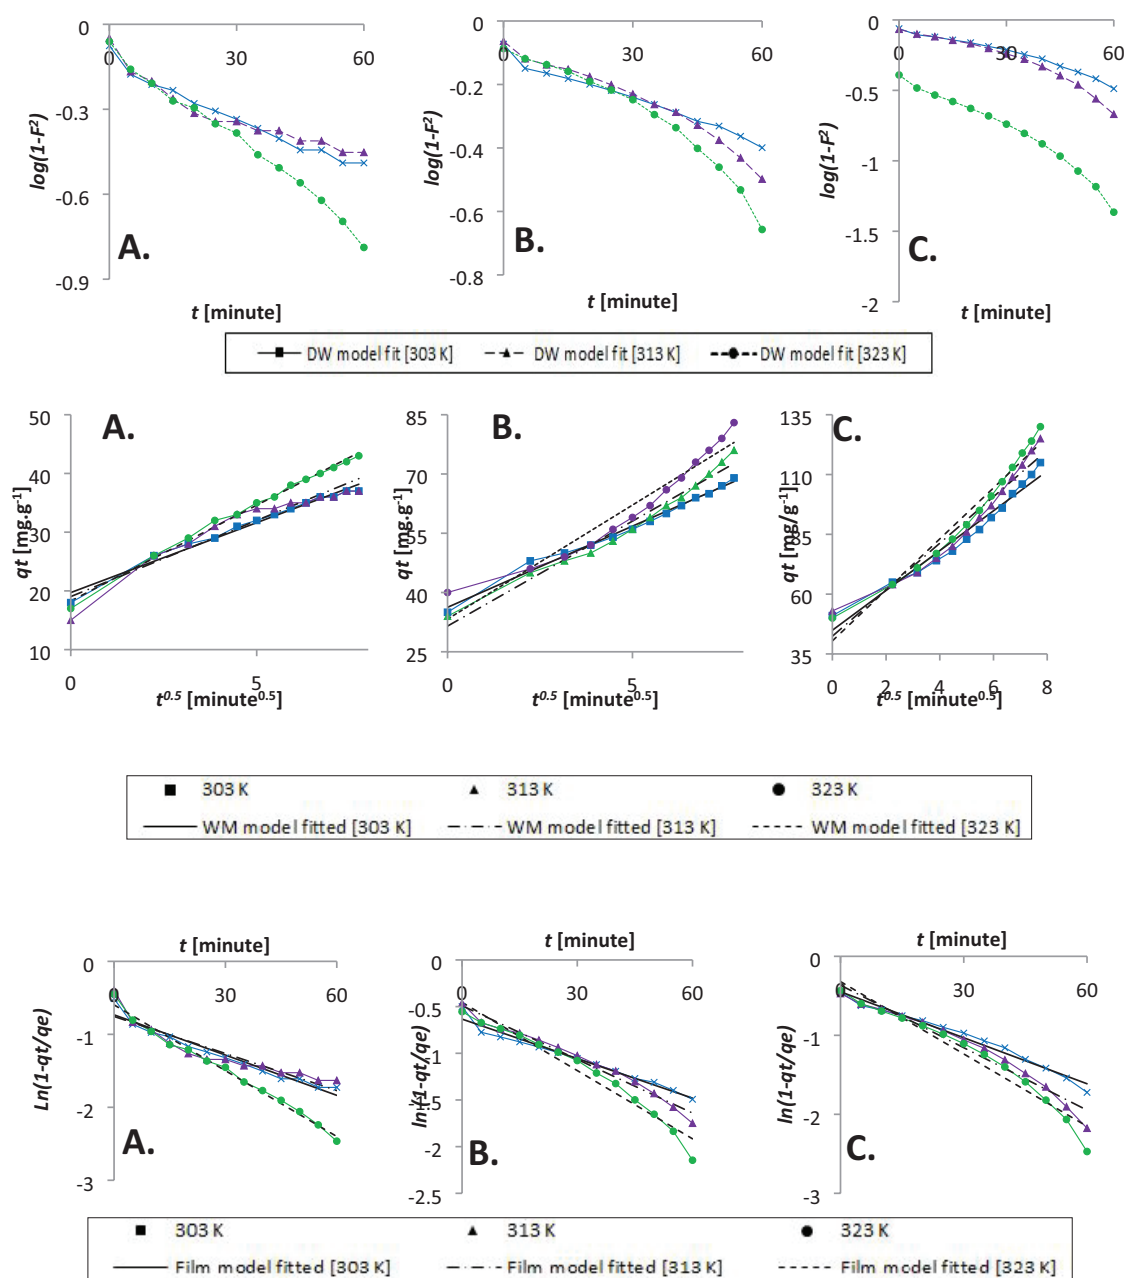 0
0
0
0
30
60
0
30
60
0
30
60
-0.3
-0.6
-0.9
-0.2
-0.4
-0.6
-0.8
-0.5
-1
-1.5
-2
log(1-F²)
log(1-F²)
log(1-F²)
A.
B.
C.
t [minute]
t [minute]
t [minute]
DW model fit [303 K]
DW model fit [313 K]
DW model fit [323 K]
A.
B.
C.
50
40
30
20
10
85
70
55
40
25
135
110
85
60
35
qt [mg.g⁻¹]
qt [mg.g⁻¹]
qt [mg/g⁻¹]
0
5
0
5
0
2
4
6
8
t⁰·⁵ [minute⁰·⁵]
t⁰·⁵ [minute⁰·⁵]
t⁰·⁵ [minute⁰·⁵]
303 K
313 K
323 K
WM model fitted [303 K]
WM model fitted [313 K]
WM model fitted [323 K]
t [minute]
t [minute]
t [minute]
0
0
0
0
30
60
0
30
60
0
30
60
-1
-2
-3
-0.5
-1
-1.5
-2
-2.5
-1
-2
-3
Ln(1-qt/qe)
ln(1-qt/qe)
ln(1-qt/qe)
A.
B.
C.
303 K
313 K
323 K
Film model fitted [303 K]
Film model fitted [313 K]
Film model fitted [323 K]